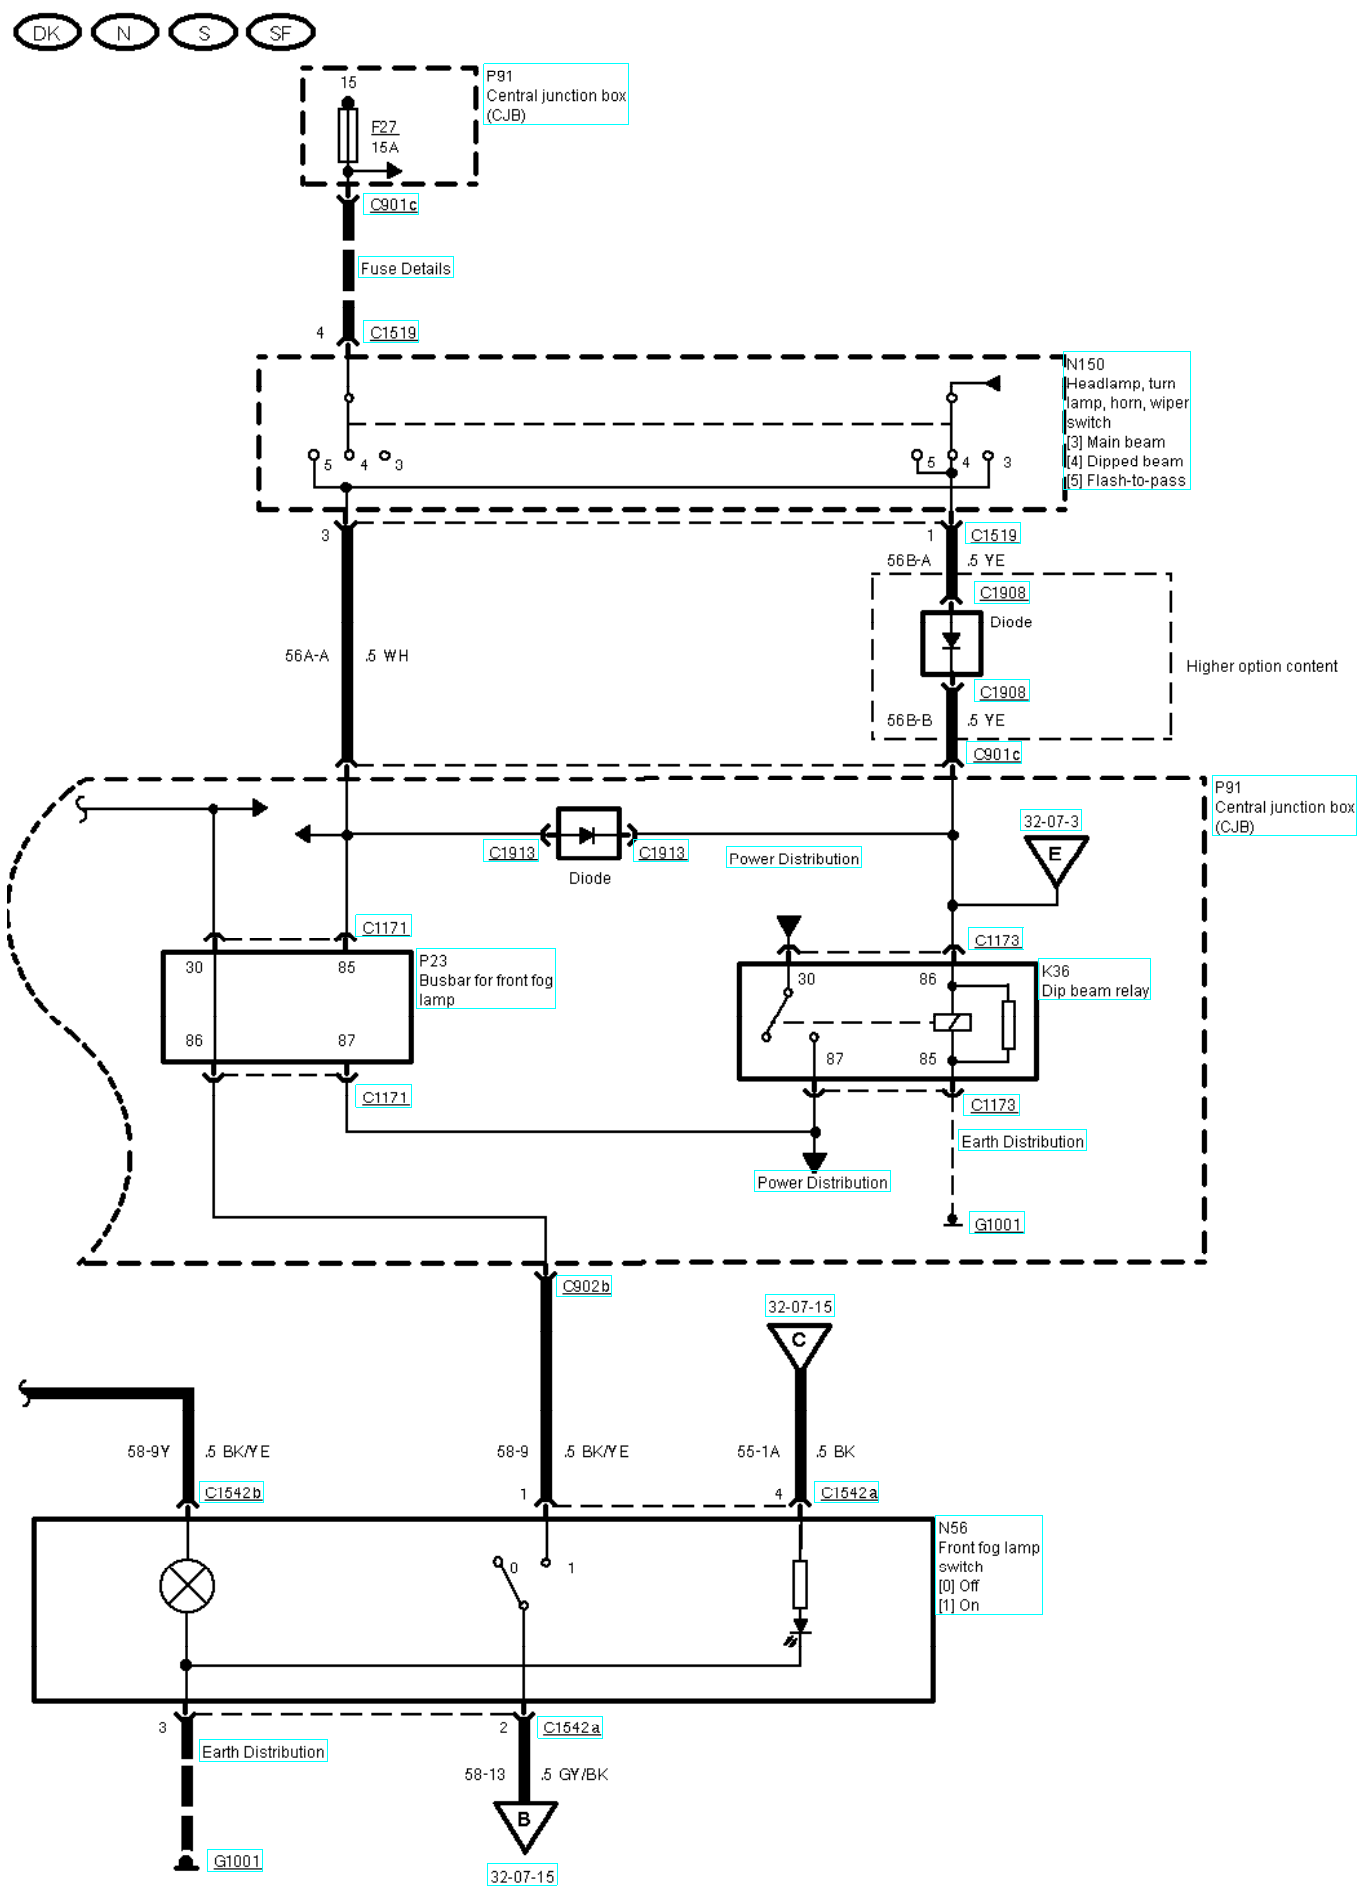 DK N S SF
15
P91
Central junction box
(CJB)
F27
15A
C901c
Fuse Details
4 C1519
N150
Headlamp, turn
lamp, horn, wiper
switch
[3] Main beam
[4] Dipped beam
[5] Flash-to-pass
5 4 3
5 4 3
3 1 C1519
56B-A .5 YE
C1908
Diode
56A-A .5 WH
Higher option content
C1908
56B-B .5 YE
C901c
P91
Central junction box
(CJB)
32-07-3
E
C1913 C1913
Diode
Power Distribution
C1171
C1173
P23
Busbar for front fog
lamp
30 85
86 87
K36
Dip beam relay
30 86
87 85
C1171
C1173
Earth Distribution
Power Distribution
G1001
C902b
32-07-15
C
58-9Y .5 BK/YE
58-9 .5 BK/YE
55-1A .5 BK
C1542b
1 4 C1542a
N56
Front fog lamp
switch
[0] Off
[1] On
0 1
3 2 C1542a
Earth Distribution
58-13 .5 GY/BK
B
G1001
32-07-15